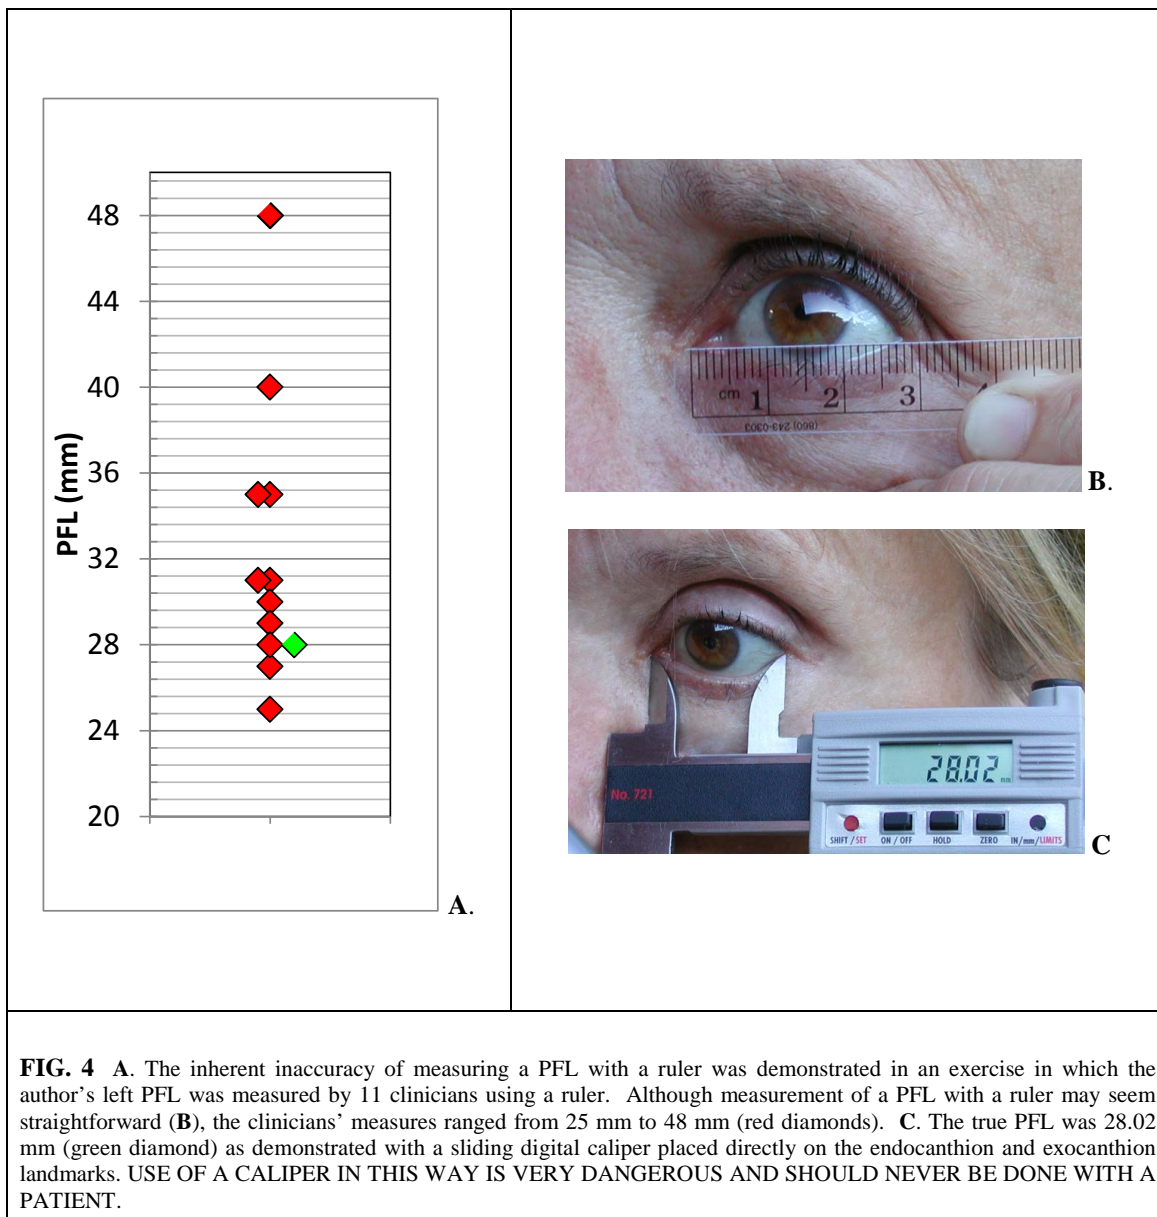 48
44
40
36
32
28
24
20
PFL (mm)
A.
cm 1 2 3 4
(860) 243-0303
B.
28.02 mm
No. 721
SHIFT / SET ON / OFF HOLD ZERO IN/mm/LIMITS
C
FIG. 4 A. The inherent inaccuracy of measuring a PFL with a ruler was demonstrated in an exercise in which the
author’s left PFL was measured by 11 clinicians using a ruler. Although measurement of a PFL with a ruler may seem
straightforward (B), the clinicians’ measures ranged from 25 mm to 48 mm (red diamonds). C. The true PFL was 28.02
mm (green diamond) as demonstrated with a sliding digital caliper placed directly on the endocanthion and exocanthion
landmarks. USE OF A CALIPER IN THIS WAY IS VERY DANGEROUS AND SHOULD NEVER BE DONE WITH A
PATIENT.